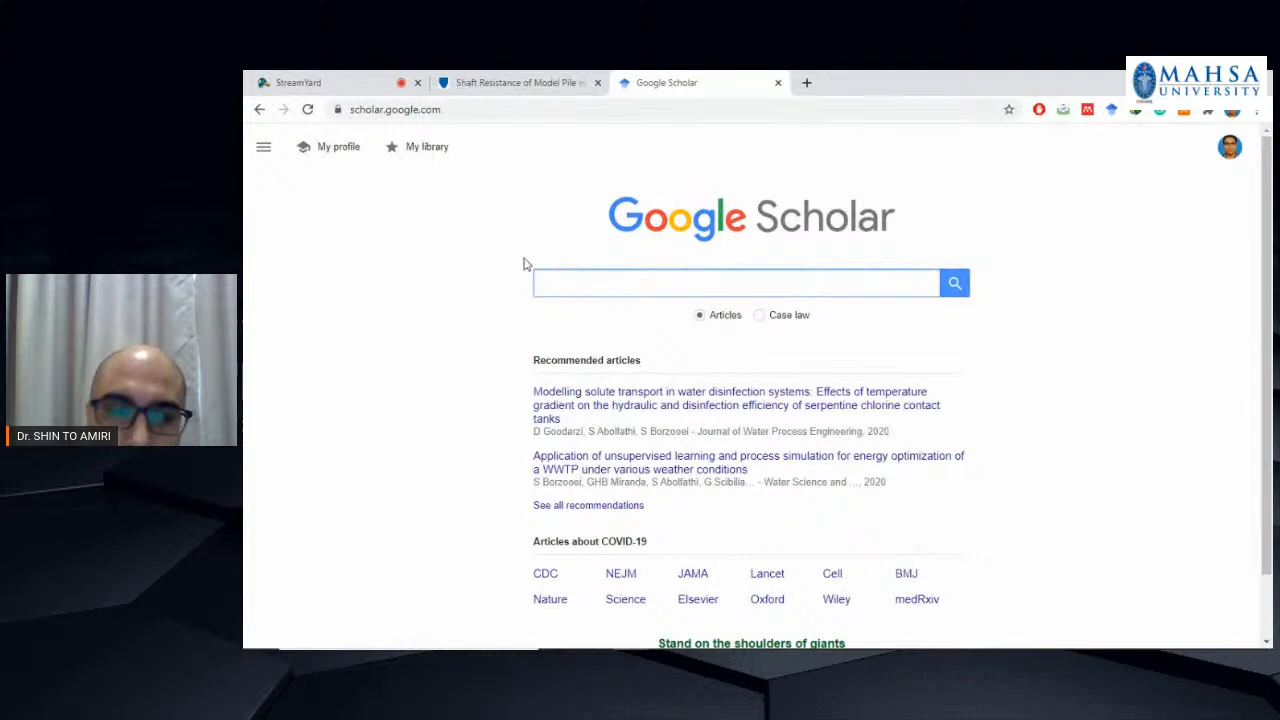 MAHSA
UNIVERSITY
StreamYard
Shaft Resistance of Model Pile in
Google Scholar
scholar.google.com
My profile
My library
Google Scholar
Articles
Case law
Recommended articles
Modelling solute transport in water disinfection systems: Effects of temperature
gradient on the hydraulic and disinfection efficiency of serpentine chlorine contact
tanks
D Goodarzi, S Abolfathi, S Borzooei - Journal of Water Process Engineering, 2020
Application of unsupervised learning and process simulation for energy optimization of
a WWTP under various weather conditions
S Borzooei, GHB Miranda, S Abolfathi, G Scibilia... - Water Science and ..., 2020
See all recommendations
Articles about COVID-19
CDC NEJM JAMA Lancet Cell BMJ
Nature Science Elsevier Oxford Wiley medRxiv
Stand on the shoulders of giants
Dr. SHIN TO AMIRI